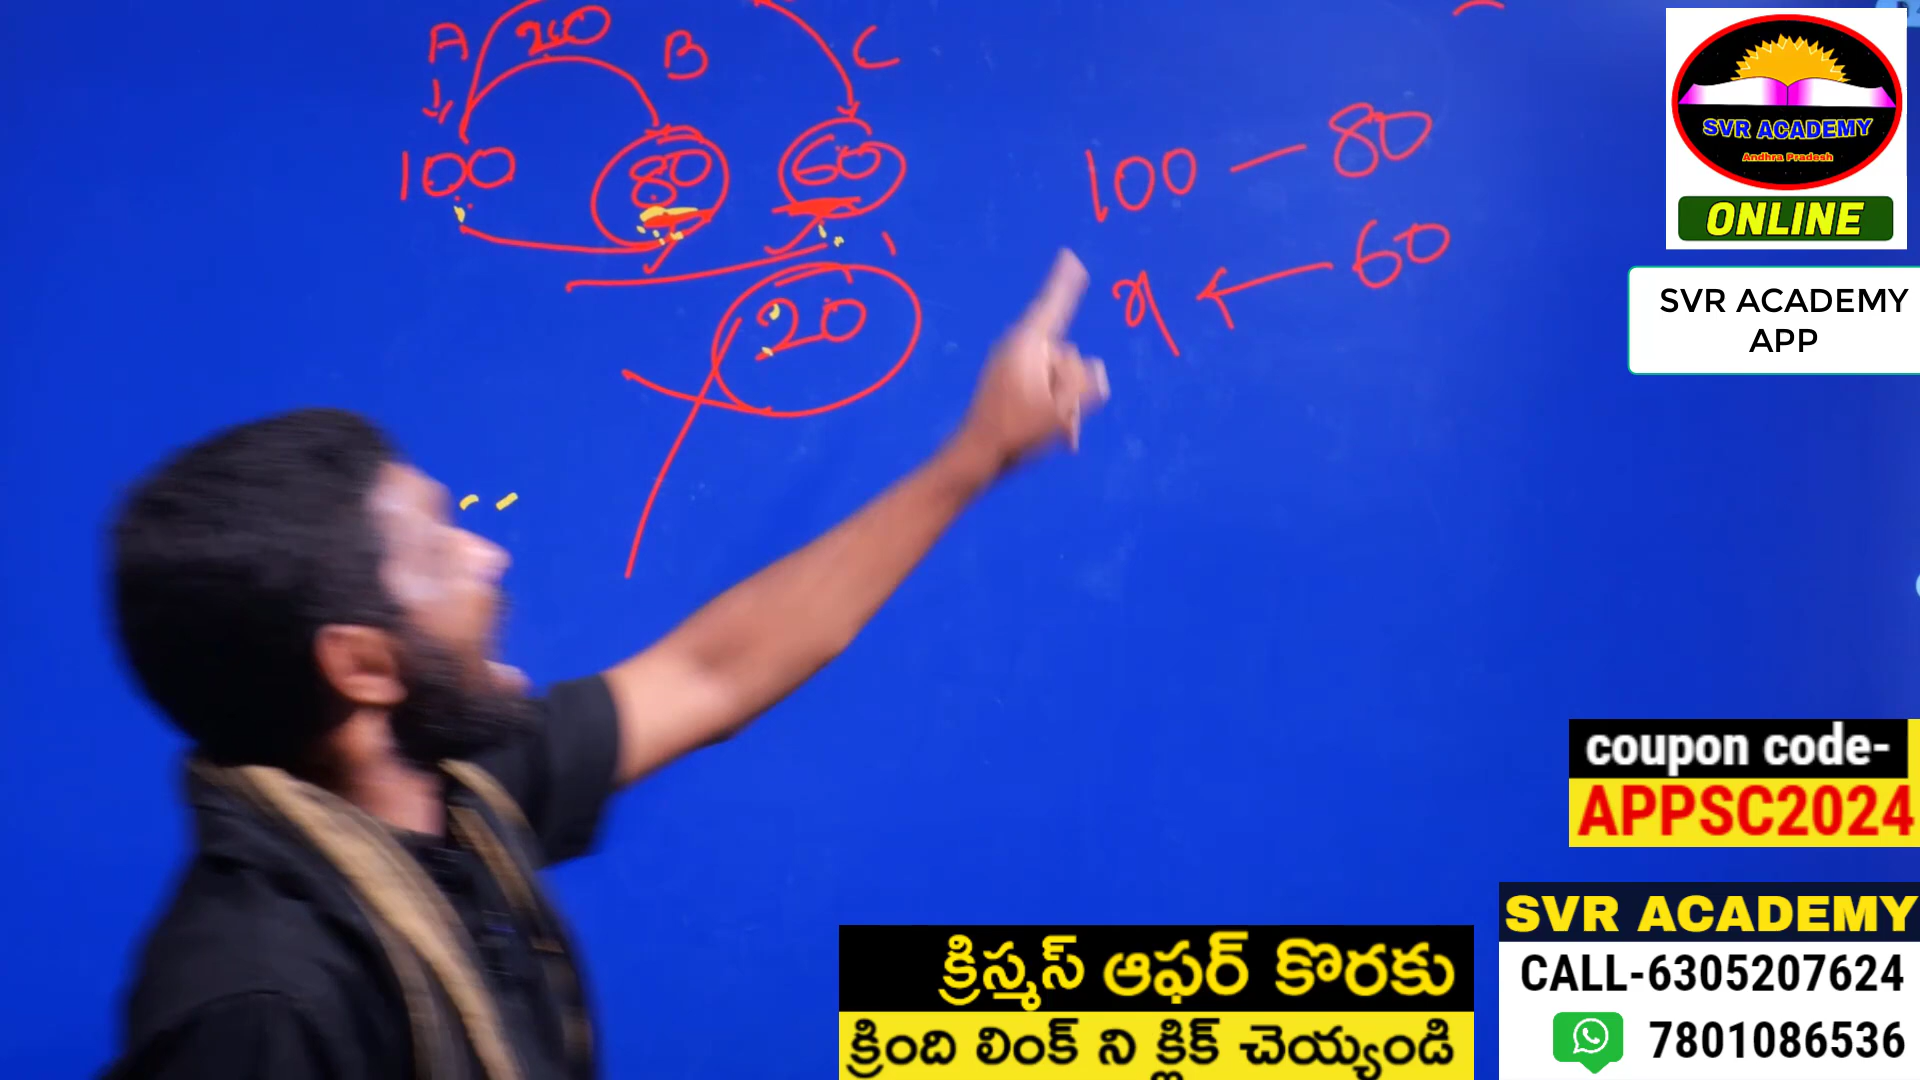 A
B
C
100
80
60
20
100 — 80
x ← 60
SVR ACADEMY
Andhra Pradesh
ONLINE
SVR ACADEMY
APP
coupon code-
APPSC2024
SVR ACADEMY
CALL-6305207624
7801086536
క్రిస్మస్ ఆఫర్ కొరకు
క్రింది లింక్ ని క్లిక్ చెయ్యండి